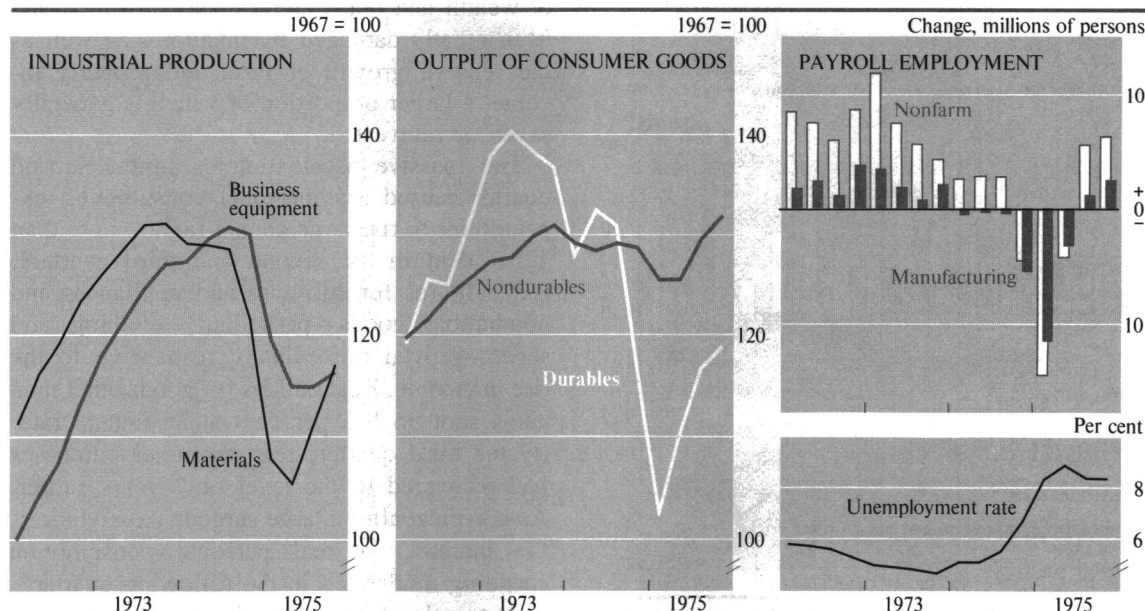 1967 = 100
1967 = 100
Change, millions of persons
INDUSTRIAL PRODUCTION
OUTPUT OF CONSUMER GOODS
PAYROLL EMPLOYMENT
10
Nonfarm
140
140
Business
equipment
+
0
–
Nondurables
Manufacturing
120
120
10
Durables
Per cent
Materials
8
Unemployment rate
100
100
6
1973
1975
1973
1975
1973
1975